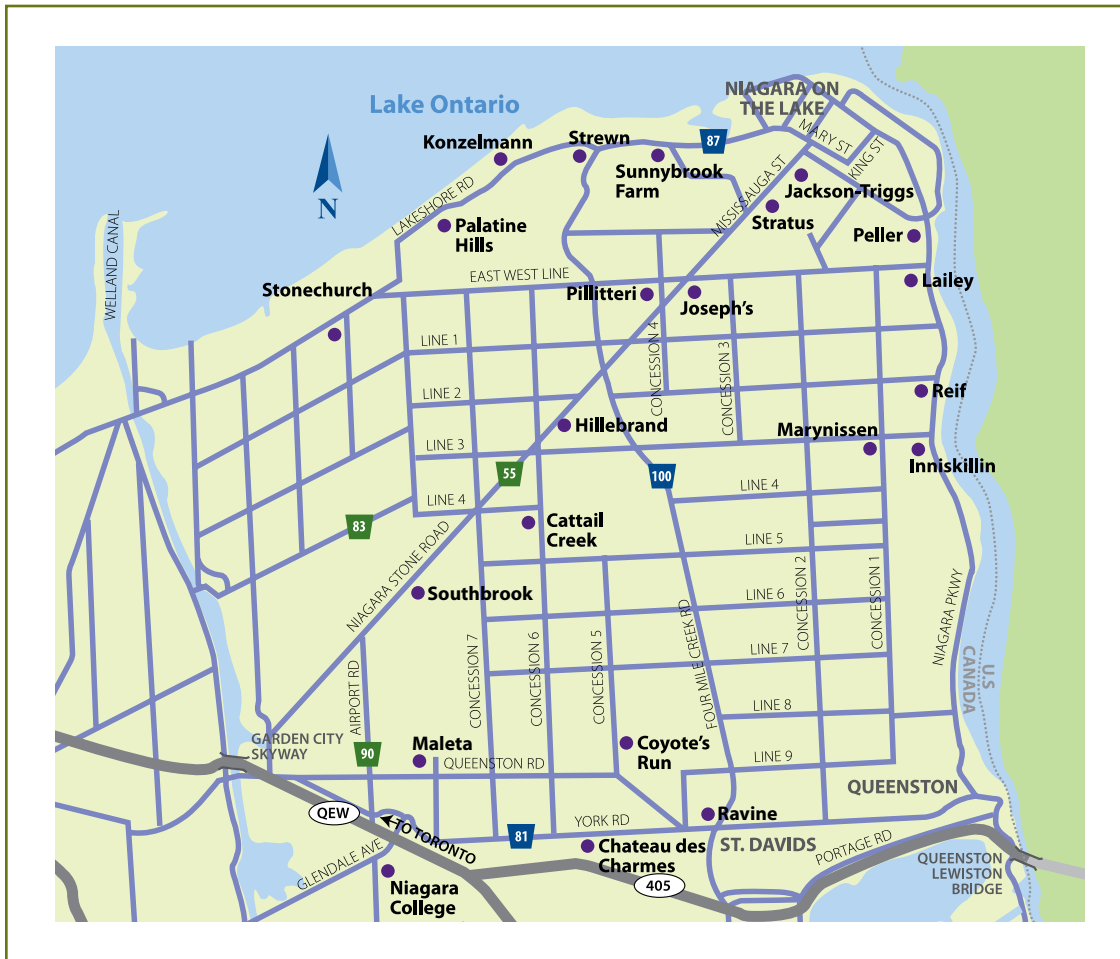 Lake Ontario
NIAGARA ON
THE LAKE
MARY ST
KING ST
87
Konzelmann
Strewn
Sunnybrook
Farm
MISSISSAUGA ST
Jackson-Triggs
Stratus
N
LAKESHORE RD
Palatine
Hills
Peller
WELLAND CANAL
EAST WEST LINE
Stonechurch
Pillitteri
Joseph's
Lailey
LINE 1
CONCESSION 4
CONCESSION 3
LINE 2
Reif
Hillebrand
Marynissen
LINE 3
Inniskillin
55
100
LINE 4
LINE 4
83
Cattail
Creek
LINE 5
NIAGARA STONE ROAD
Southbrook
CONCESSION 2
CONCESSION 1
LINE 6
NIAGARA PKWY
CONCESSION 7
CONCESSION 6
CONCESSION 5
FOUR MILE CREEK RD
LINE 7
U.S
CANADA
AIRPORT RD
LINE 8
GARDEN CITY
SKYWAY
90
Maleta
QUEENSTON RD
Coyote's
Run
LINE 9
QUEENSTON
QEW
TO TORONTO
81
YORK RD
Ravine
ST. DAVIDS
PORTAGE RD
GLENDALE AVE
Chateau des
Charmes
405
QUEENSTON
LEWISTON
BRIDGE
Niagara
College